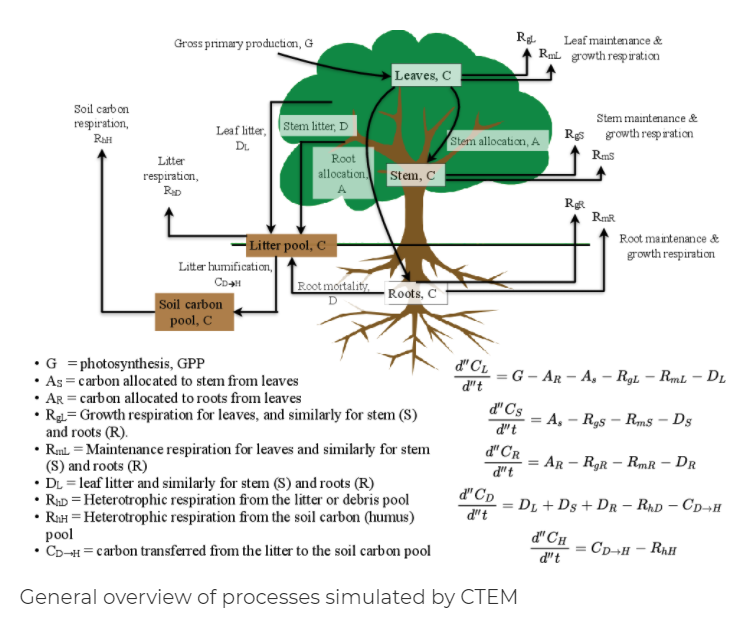 Gross primary production, G
Leaves, C
RgL
RmL
Leaf maintenance &
growth respiration
Soil carbon
respiration,
RhH
Leaf litter,
DL
Stem litter, D
Stem allocation, A
Stem maintenance &
growth respiration
RgS
RmS
Litter
respiration,
RhD
Root
allocation,
A
Stem, C
RgR
RmR
Root maintenance &
growth respiration
Litter pool, C
Litter humification,
CD→H
Root mortality,
D
Roots, C
Soil carbon
pool, C
• G = photosynthesis, GPP
• AS = carbon allocated to stem from leaves
• AR = carbon allocated to roots from leaves
• RgL= Growth respiration for leaves, and similarly for stem (S)
and roots (R).
• RmL = Maintenance respiration for leaves and similarly for stem
(S) and roots (R)
• DL = leaf litter and similarly for stem (S) and roots (R)
• RhD = Heterotrophic respiration from the litter or debris pool
• RhH = Heterotrophic respiration from the soil carbon (humus)
pool
• CD→H = carbon transferred from the litter to the soil carbon pool
d″CL / d″t = G − AR − As − RgL − RmL − DL
d″CS / d″t = As − RgS − RmS − DS
d″CR / d″t = AR − RgR − RmR − DR
d″CD / d″t = DL + DS + DR − RhD − CD→H
d″CH / d″t = CD→H − RhH
General overview of processes simulated by CTEM